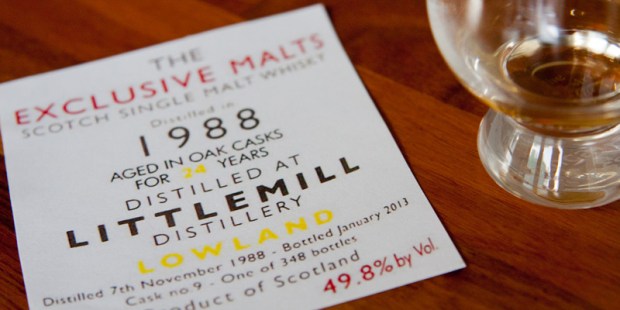 THE
EXCLUSIVE MALTS
SCOTCH SINGLE MALT WHISKY
Distilled in
1988
AGED IN OAK CASKS
FOR 24 YEARS
DISTILLED AT
LITTLEMILL
DISTILLERY
LOWLAND
Distilled 7th November 1988 - Bottled January 2013
Cask no.9 - One of 348 bottles
Product of Scotland
49.8% by Vol.